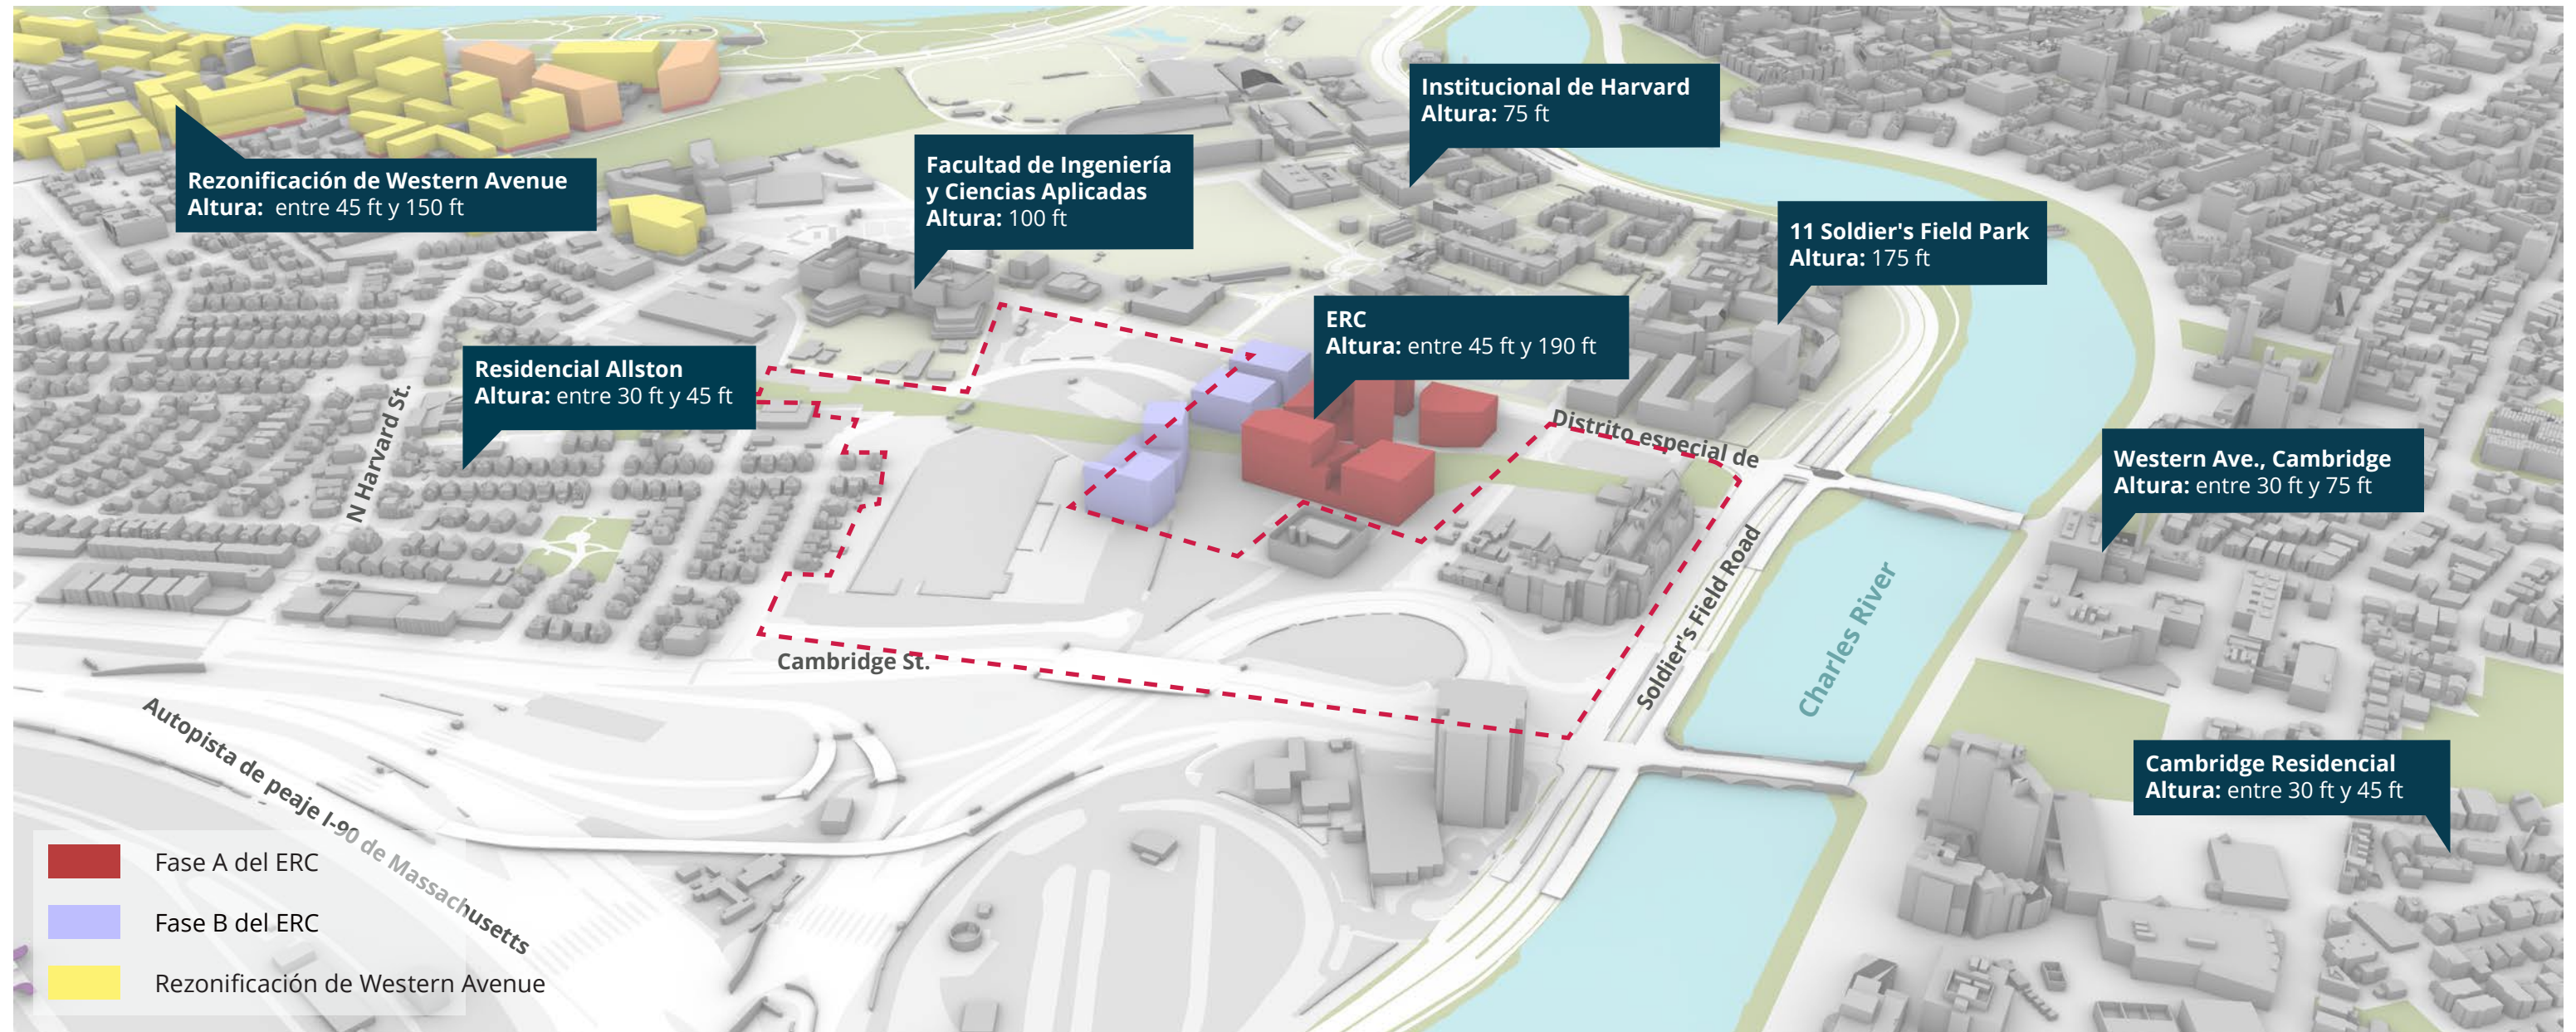 Institucional de Harvard
Altura: 75 ft
Facultad de Ingeniería
y Ciencias Aplicadas
Altura: 100 ft
Rezonificación de Western Avenue
Altura: entre 45 ft y 150 ft
11 Soldier's Field Park
Altura: 175 ft
ERC
Altura: entre 45 ft y 190 ft
Residencial Allston
Altura: entre 30 ft y 45 ft
N Harvard St.
Distrito especial de
Western Ave., Cambridge
Altura: entre 30 ft y 75 ft
Soldier's Field Road
Charles River
Cambridge St.
Autopista de peaje I-90 de Massachusetts
Cambridge Residencial
Altura: entre 30 ft y 45 ft
Fase A del ERC
Fase B del ERC
Rezonificación de Western Avenue